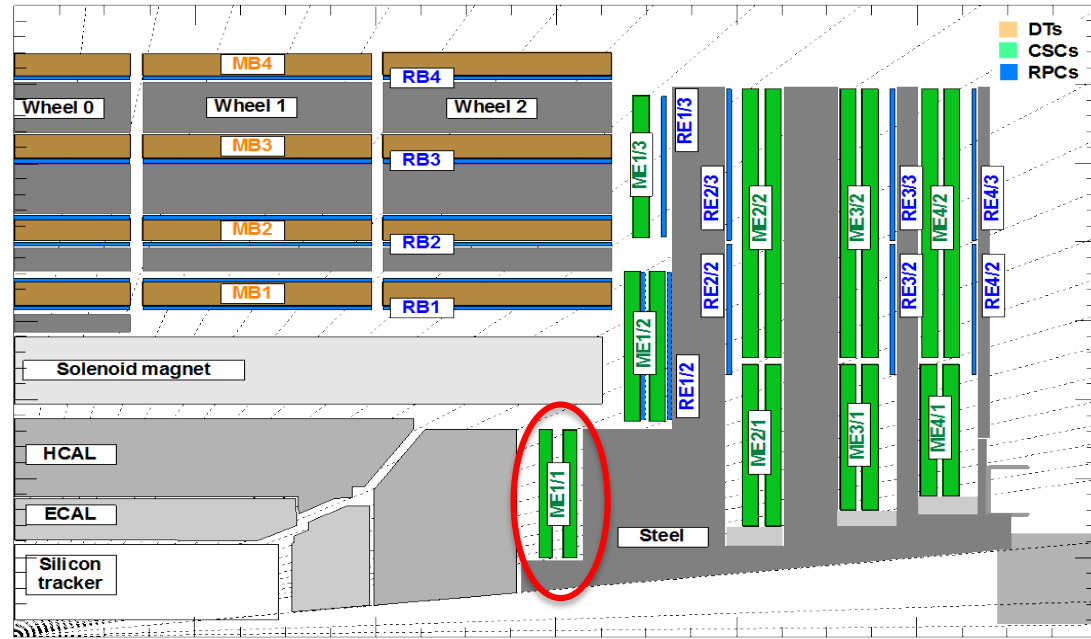 DTs
CSCs
RPCs
MB4
RB4
Wheel 0
Wheel 1
Wheel 2
MB3
RB3
MB2
RB2
MB1
RB1
Solenoid magnet
HCAL
ECAL
Silicon
tracker
Steel
ME1/3
RE1/3
ME1/2
RE1/2
ME1/1
RE2/3
RE2/2
ME2/2
ME2/1
ME3/2
ME3/1
RE3/3
RE3/2
ME4/2
ME4/1
RE4/3
RE4/2